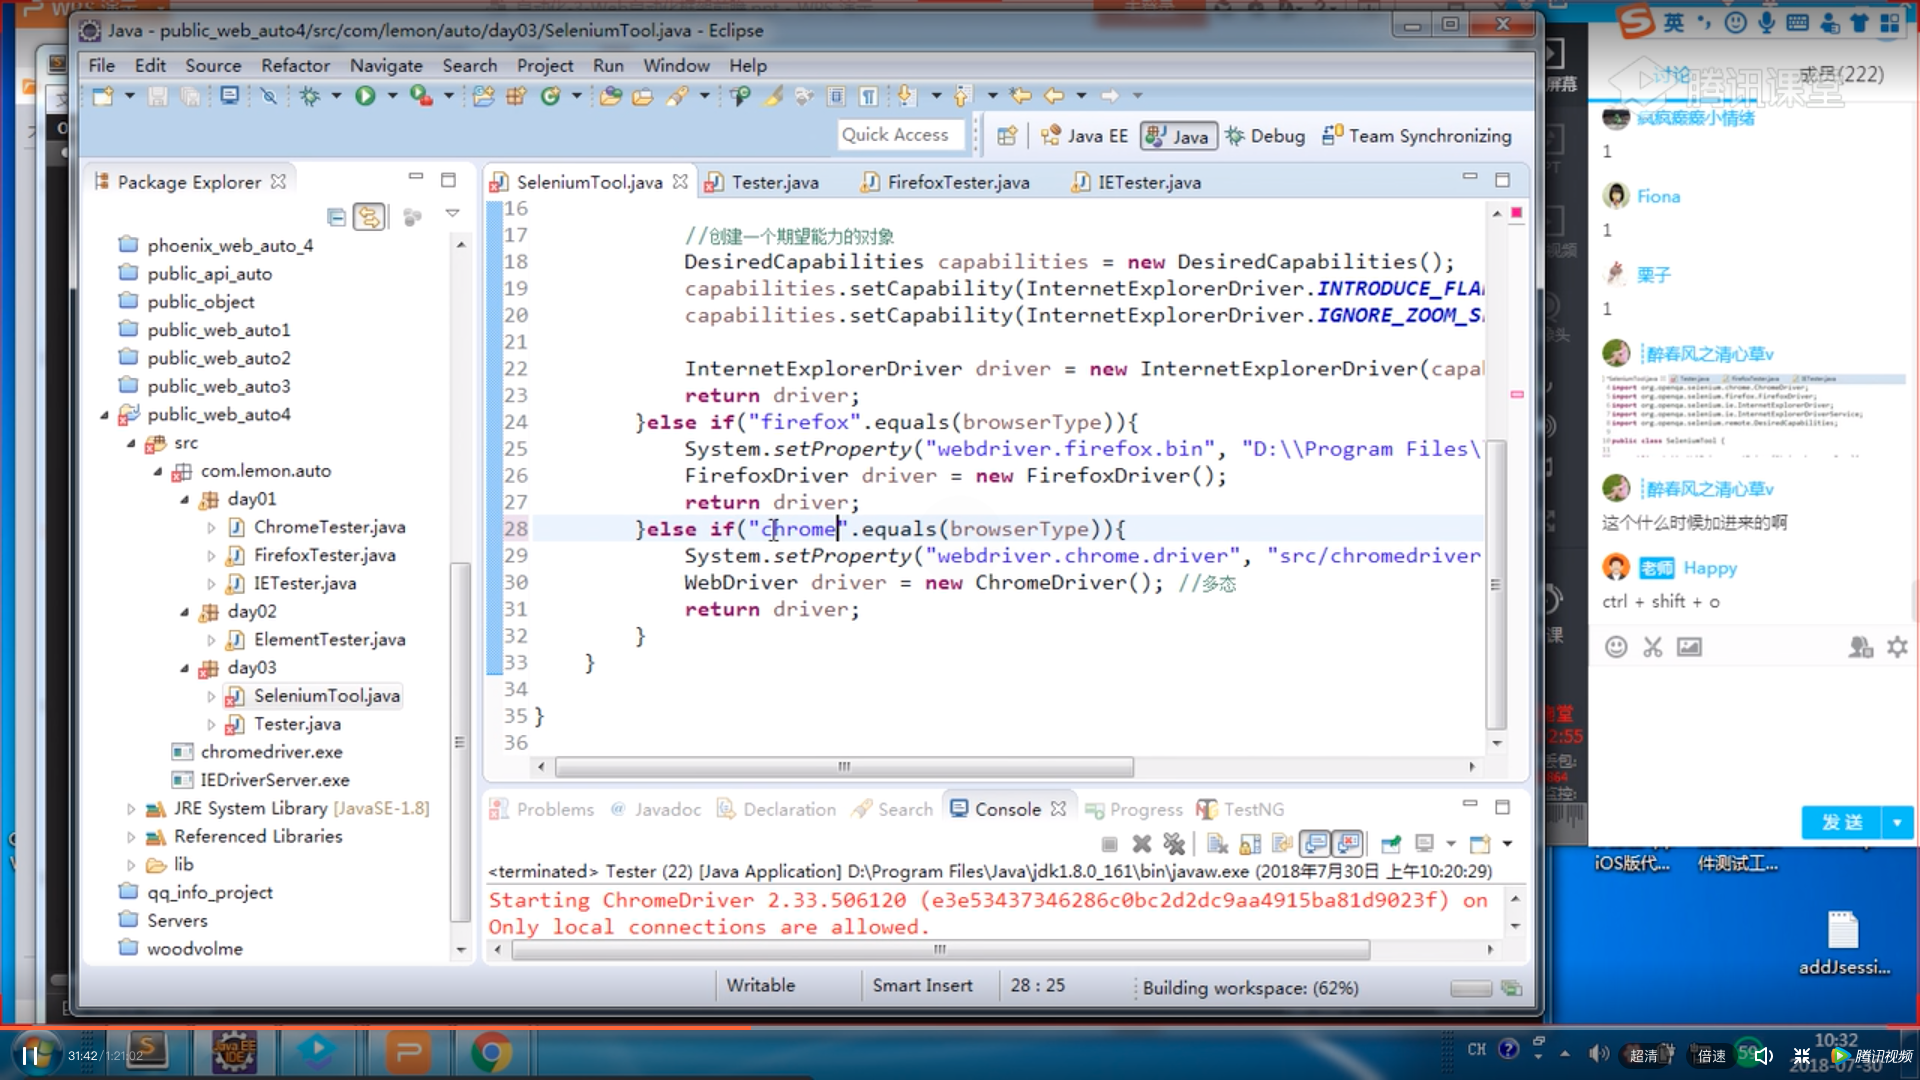 Java - public_web_auto4/src/com/lemon/auto/day03/SeleniumTool.java - Eclipse
File Edit Source Refactor Navigate Search Project Run Window Help
Quick Access
Java EE Java Debug Team Synchronizing
Package Explorer
phoenix_web_auto_4
public_api_auto
public_object
public_web_auto1
public_web_auto2
public_web_auto3
public_web_auto4
src
com.lemon.auto
day01
ChromeTester.java
FirefoxTester.java
IETester.java
day02
ElementTester.java
day03
SeleniumTool.java
Tester.java
chromedriver.exe
IEDriverServer.exe
JRE System Library [JavaSE-1.8]
Referenced Libraries
lib
qq_info_project
Servers
woodvolme
SeleniumTool.java Tester.java FirefoxTester.java IETester.java
16
17 //创建一个期望能力的对象
18 DesiredCapabilities capabilities = new DesiredCapabilities();
19 capabilities.setCapability(InternetExplorerDriver.INTRODUCE_FLA
20 capabilities.setCapability(InternetExplorerDriver.IGNORE_ZOOM_S
21
22 InternetExplorerDriver driver = new InternetExplorerDriver(capa
23 return driver;
24 }else if("firefox".equals(browserType)){
25 System.setProperty("webdriver.firefox.bin", "D:\\Program Files\
26 FirefoxDriver driver = new FirefoxDriver();
27 return driver;
28 }else if("chrome".equals(browserType)){
29 System.setProperty("webdriver.chrome.driver", "src/chromedriver
30 WebDriver driver = new ChromeDriver(); //多态
31 return driver;
32 }
33 }
34
35 }
36
Problems Javadoc Declaration Search Console Progress TestNG
<terminated> Tester (22) [Java Application] D:\Program Files\Java\jdk1.8.0_161\bin\javaw.exe (2018年7月30日 上午10:20:29)
Starting ChromeDriver 2.33.506120 (e3e53437346286c0bc2d2dc9aa4915ba81d9023f) on
Only local connections are allowed.
Writable Smart Insert 28 : 25 Building workspace: (62%)
英
讨论 成员(222)
腾讯课堂
疯疯癫癫小情绪
1
Fiona
1
栗子
1
醉春风之清心草v
醉春风之清心草v
这个什么时候加进来的啊
老师 Happy
ctrl + shift + o
发送
iOS版代... 件测试工...
addJsessi...
31:42/1:21:02
CH
超清 倍速
10:32
2018-07-30
腾讯视频